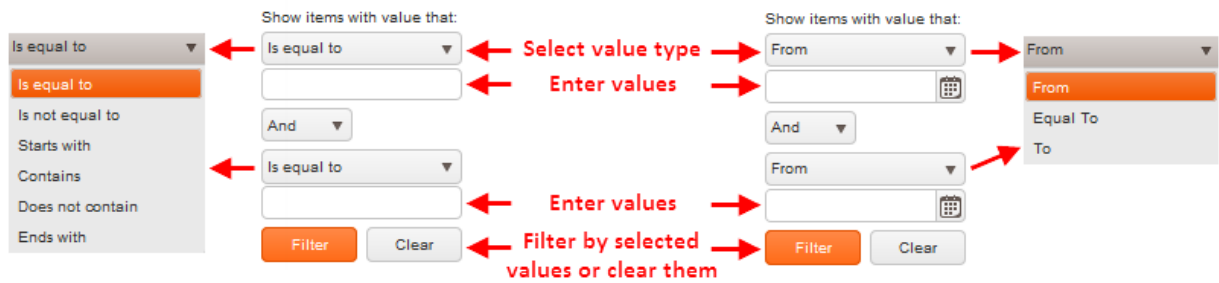 Show items with value that:
Show items with value that:
Is equal to
Is equal to
Select value type
From
From
Is equal to
Enter values
From
Is not equal to
Equal To
Starts with
And
And
To
Contains
Is equal to
From
Does not contain
Enter values
Ends with
Filter
Clear
Filter by selected
values or clear them
Filter
Clear